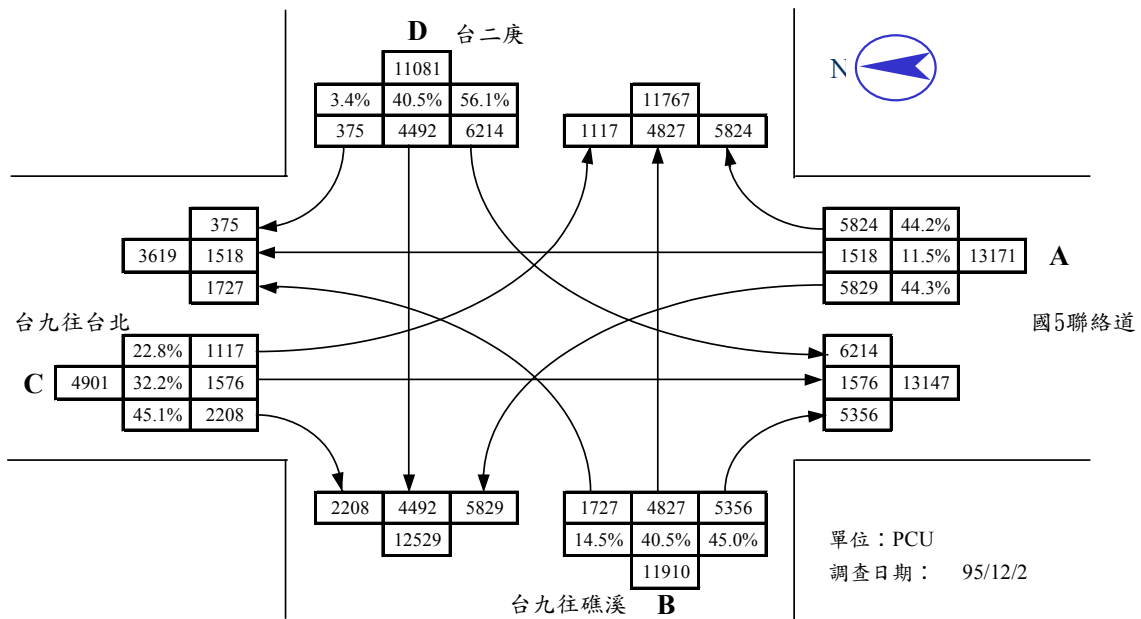 D 台二庚
N
11081
3.4% 40.5% 56.1%
375 4492 6214
11767
1117 4827 5824
375
3619 1518
1727
5824 44.2%
1518 11.5% 13171
5829 44.3%
A
國5聯絡道
台九往台北
C
22.8% 1117
4901 32.2% 1576
45.1% 2208
6214
1576 13147
5356
2208 4492 5829
12529
1727 4827 5356
14.5% 40.5% 45.0%
11910
台九往礁溪 B
單位：PCU
調查日期： 95/12/2